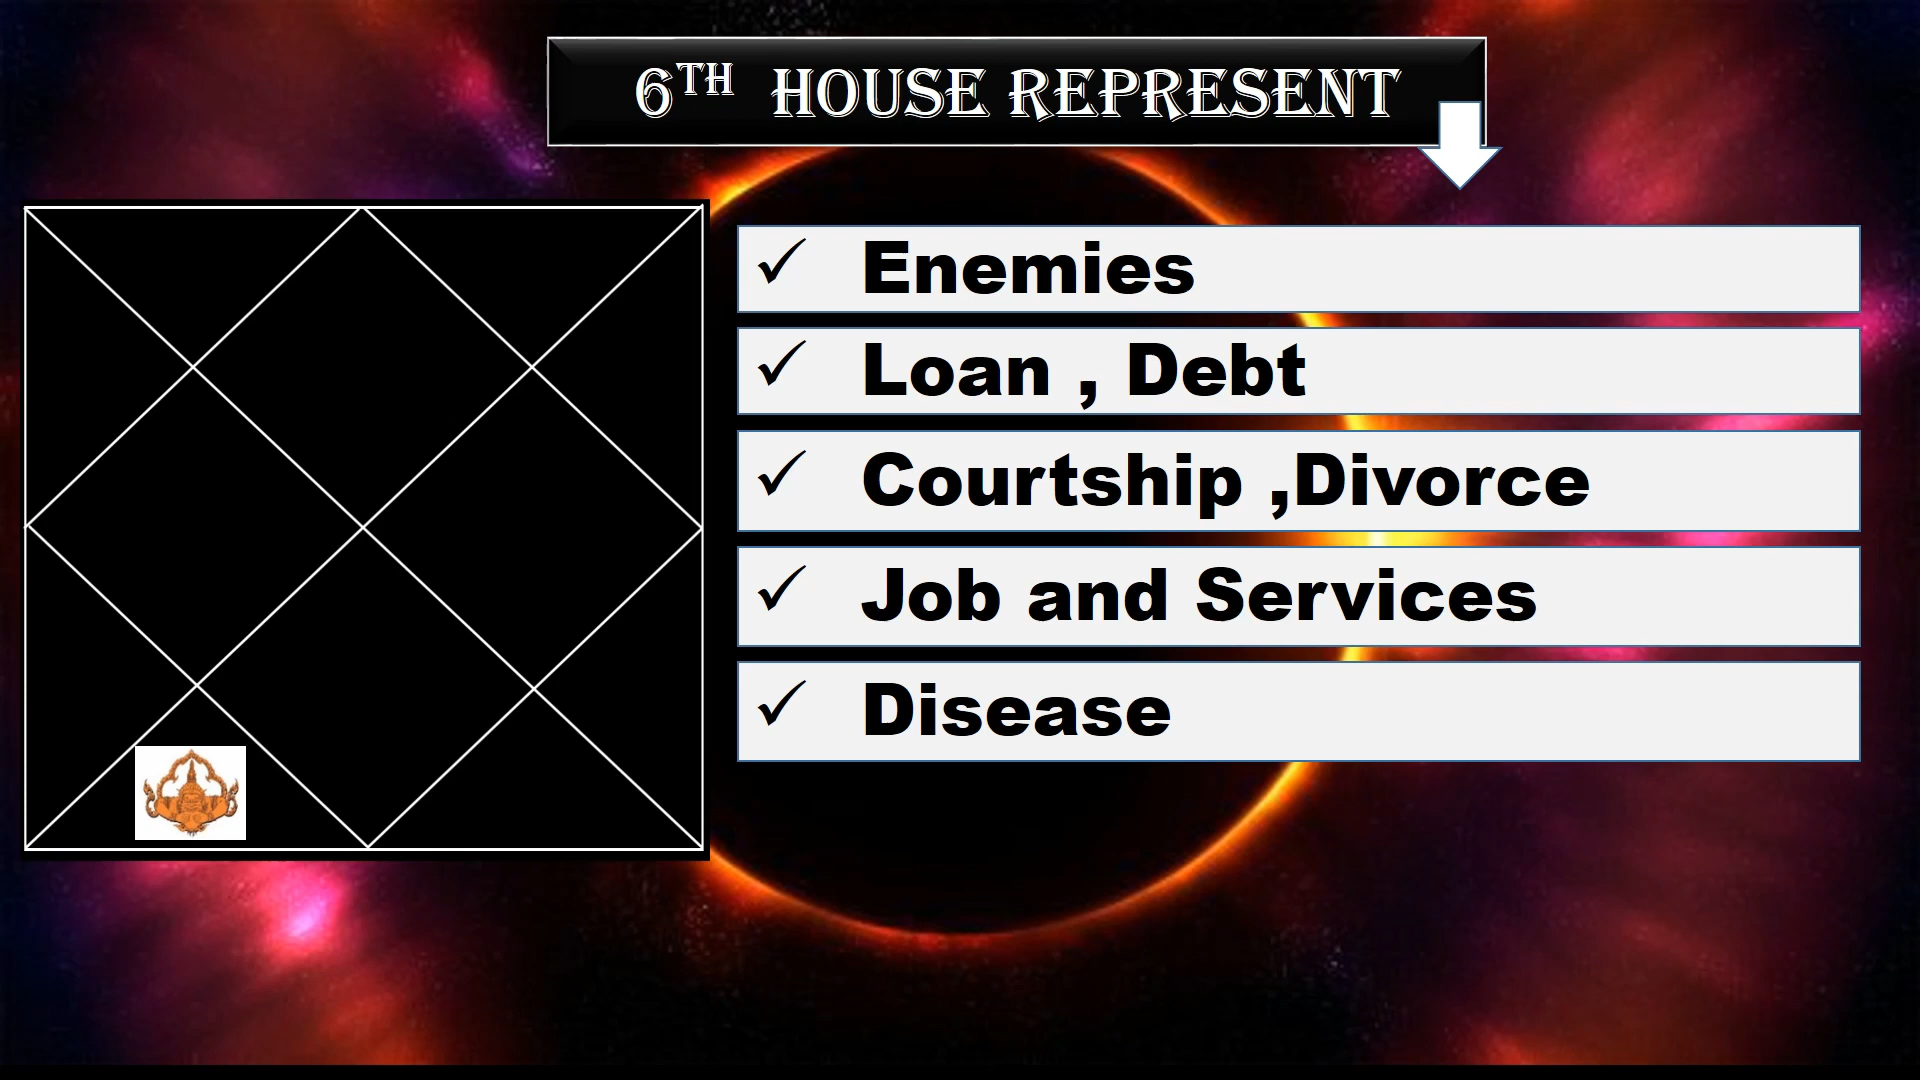 6TH HOUSE REPRESENT
✓ Enemies
✓ Loan , Debt
✓ Courtship ,Divorce
✓ Job and Services
✓ Disease